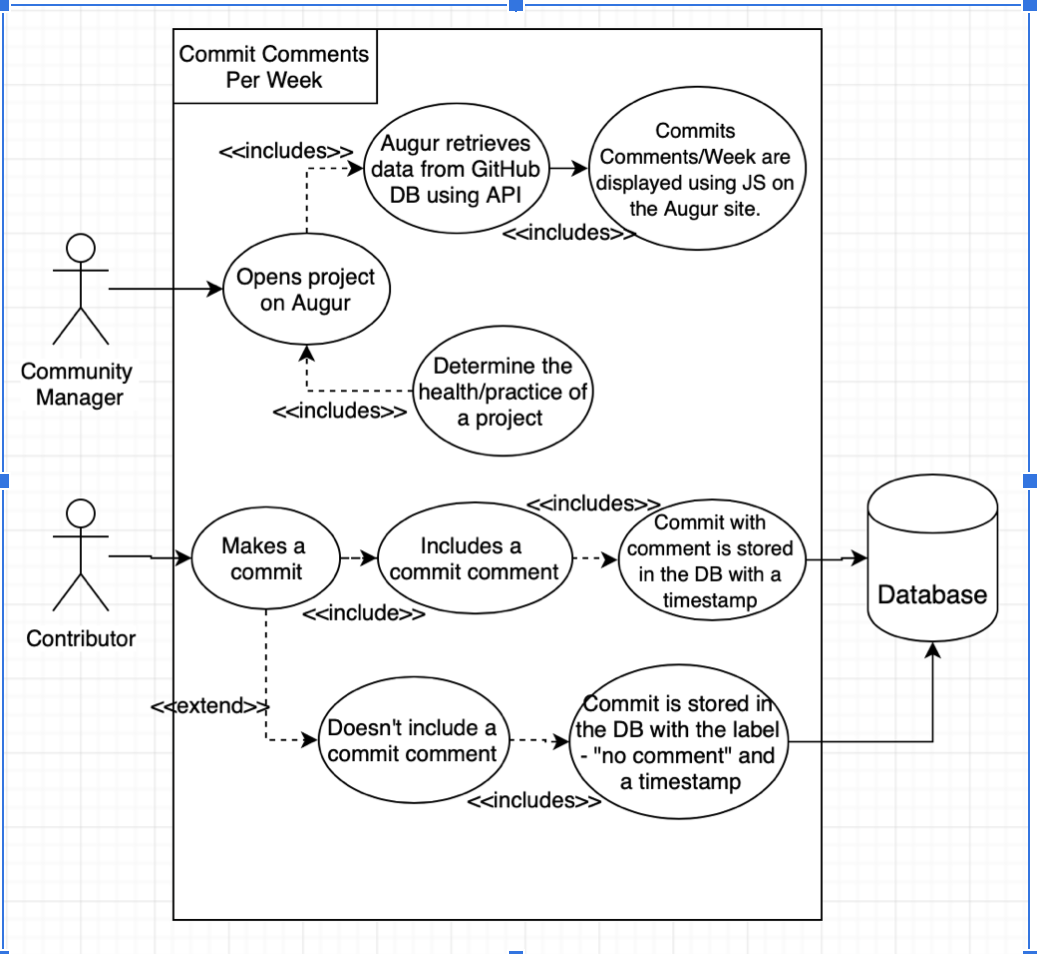 Commit Comments
Per Week
<<includes>>
Augur retrieves
data from GitHub
DB using API
Commits
Comments/Week are
displayed using JS on
the Augur site.
<<includes>>
Opens project
on Augur
Community
Manager
Determine the
health/practice of
a project
<<includes>>
<<includes>>
Makes a
commit
Includes a
commit comment
Commit with
comment is stored
in the DB with a
timestamp
Database
<<include>>
Contributor
<<extend>>
Doesn't include a
commit comment
Commit is stored in
the DB with the label
- "no comment" and
a timestamp
<<includes>>